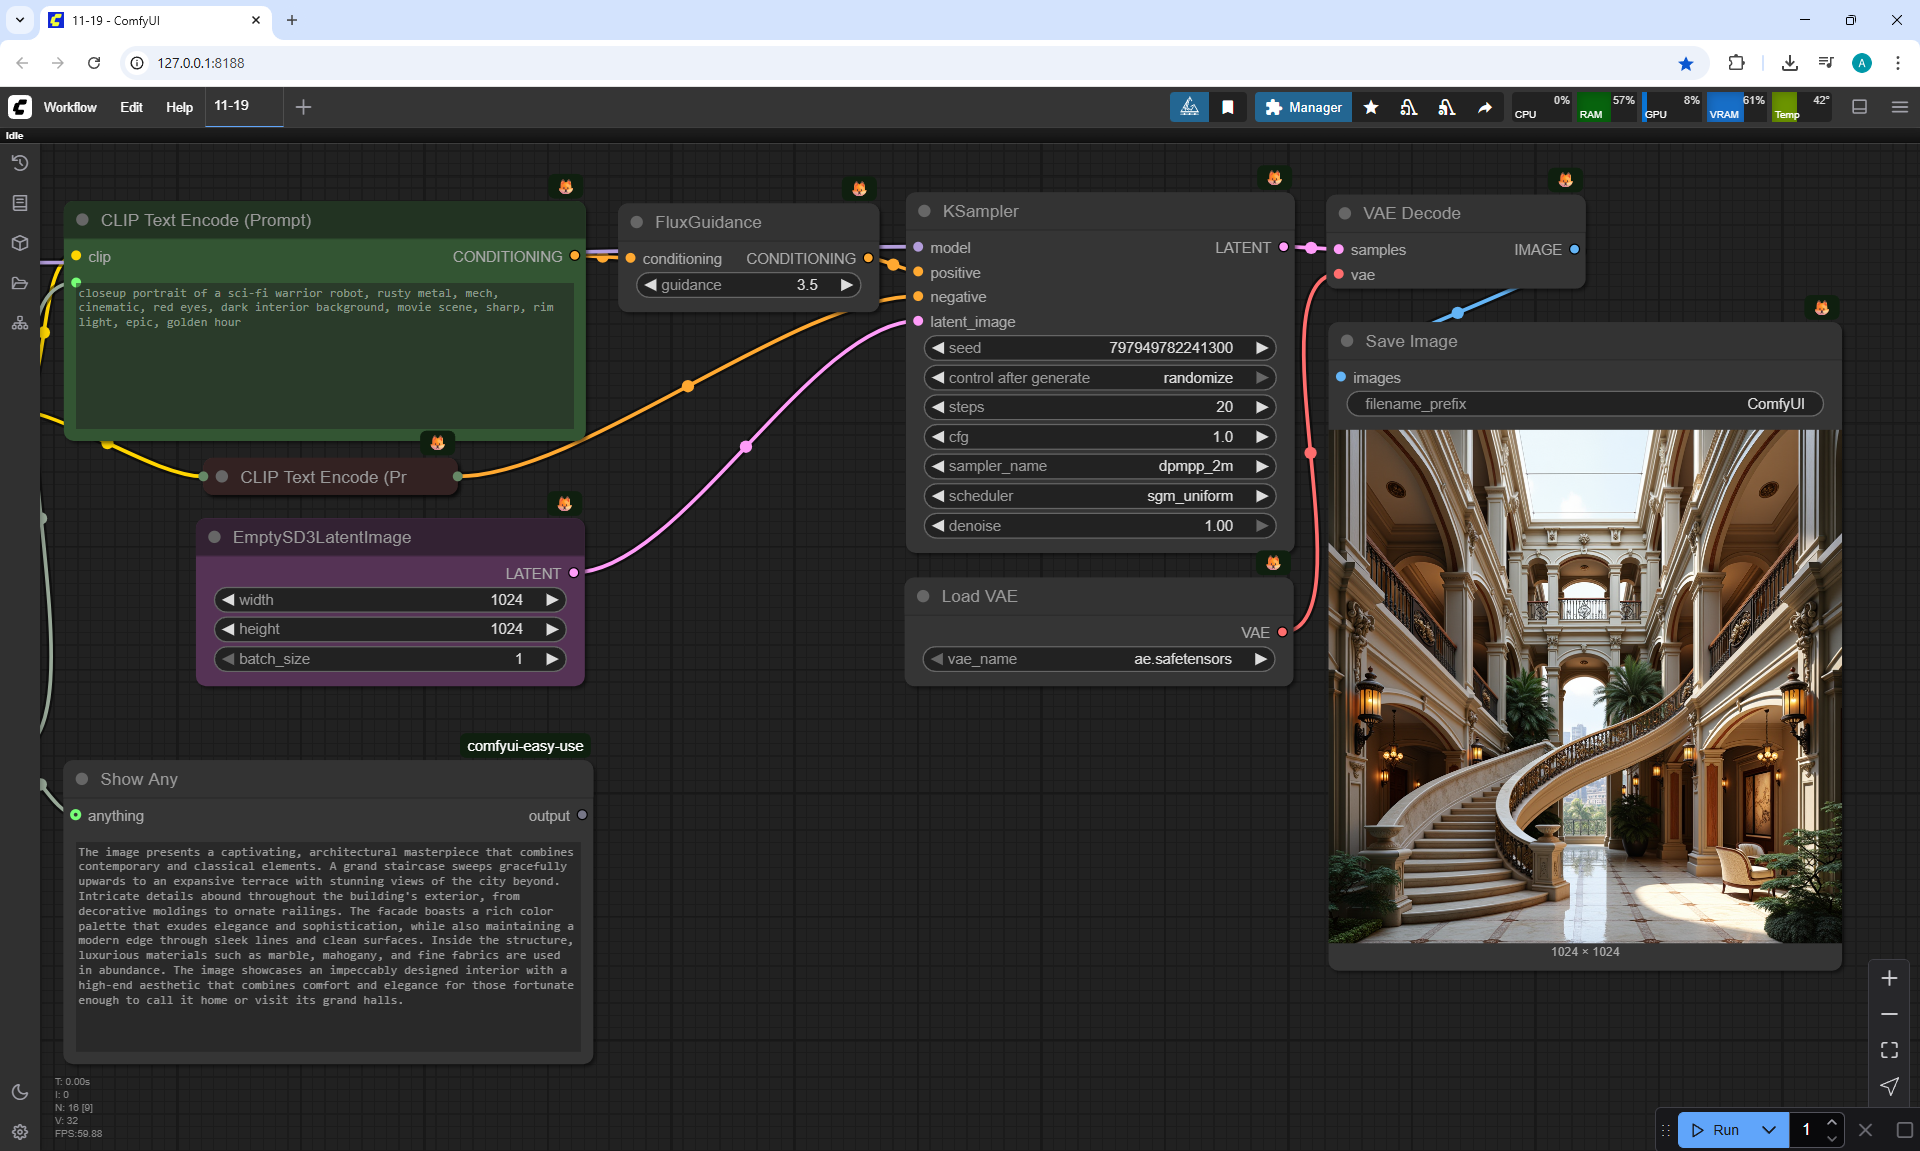 11-19 - ComfyUI
127.0.0.1:8188
A
Workflow
Edit
Help
11-19
Manager
CPU
0%
RAM
57%
GPU
8%
VRAM
61%
Temp
42°
Idle
CLIP Text Encode (Prompt)
clip
CONDITIONING
closeup portrait of a sci-fi warrior robot, rusty metal, mech,
cinematic, red eyes, dark interior background, movie scene, sharp, rim
light, epic, golden hour
FluxGuidance
conditioning
CONDITIONING
guidance
3.5
KSampler
model
LATENT
positive
negative
latent_image
seed
797949782241300
control after generate
randomize
steps
20
cfg
1.0
sampler_name
dpmpp_2m
scheduler
sgm_uniform
denoise
1.00
VAE Decode
samples
IMAGE
vae
Save Image
images
filename_prefix
ComfyUI
1024 × 1024
CLIP Text Encode (Pr
EmptySD3LatentImage
LATENT
width
1024
height
1024
batch_size
1
Load VAE
VAE
vae_name
ae.safetensors
comfyui-easy-use
Show Any
anything
output
The image presents a captivating, architectural masterpiece that combines
contemporary and classical elements. A grand staircase sweeps gracefully
upwards to an expansive terrace with stunning views of the city beyond.
Intricate details abound throughout the building's exterior, from
decorative moldings to ornate railings. The facade boasts a rich color
palette that exudes elegance and sophistication, while also maintaining a
modern edge through sleek lines and clean surfaces. Inside the structure,
luxurious materials such as marble, mahogany, and fine fabrics are used
in abundance. The image showcases an impeccably designed interior with a
high-end aesthetic that combines comfort and elegance for those fortunate
enough to call it home or visit its grand halls.
T: 0.00s
I: 0
N: 16 [9]
V: 32
FPS:59.88
Run
1